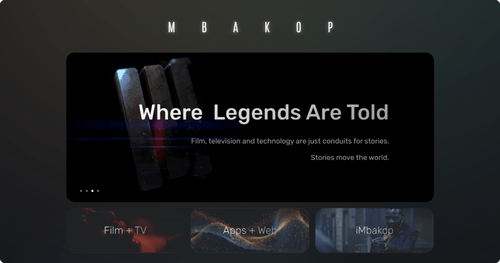 MBAKOP
Where Legends Are Told
Film, television and technology are just conduits for stories.
Stories move the world.
Film + TV
Apps + Web
iMbakop